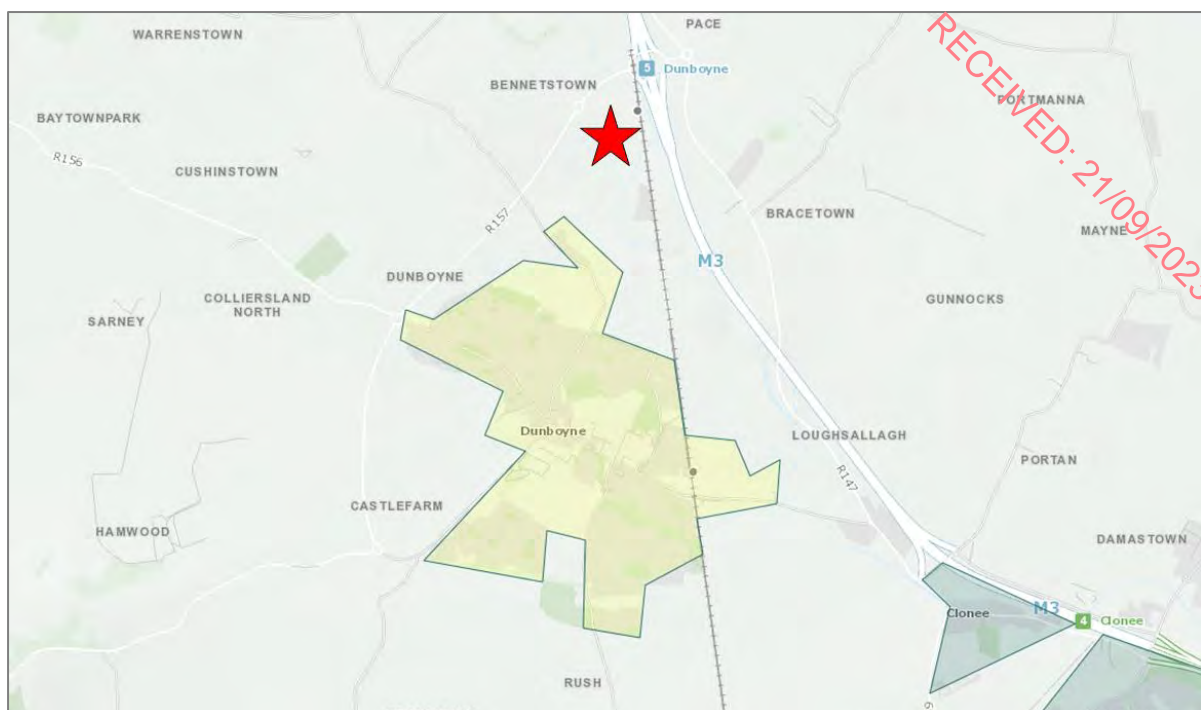 PACE
WARRENSTOWN
5 Dunboyne
BENNETSTOWN
RECEIVED: 21/09/2023
PORTMANNA
BAYTOWNPARK
R156
CUSHINSTOWN
R157
BRACETOWN
MAYNE
M3
DUNBOYNE
COLLIERSLAND
NORTH
GUNNOCKS
SARNEY
Dunboyne
LOUGHSALLAGH
PORTAN
R147
CASTLEFARM
HAMWOOD
DAMASTOWN
M3
Clonee
4 Clonee
RUSH